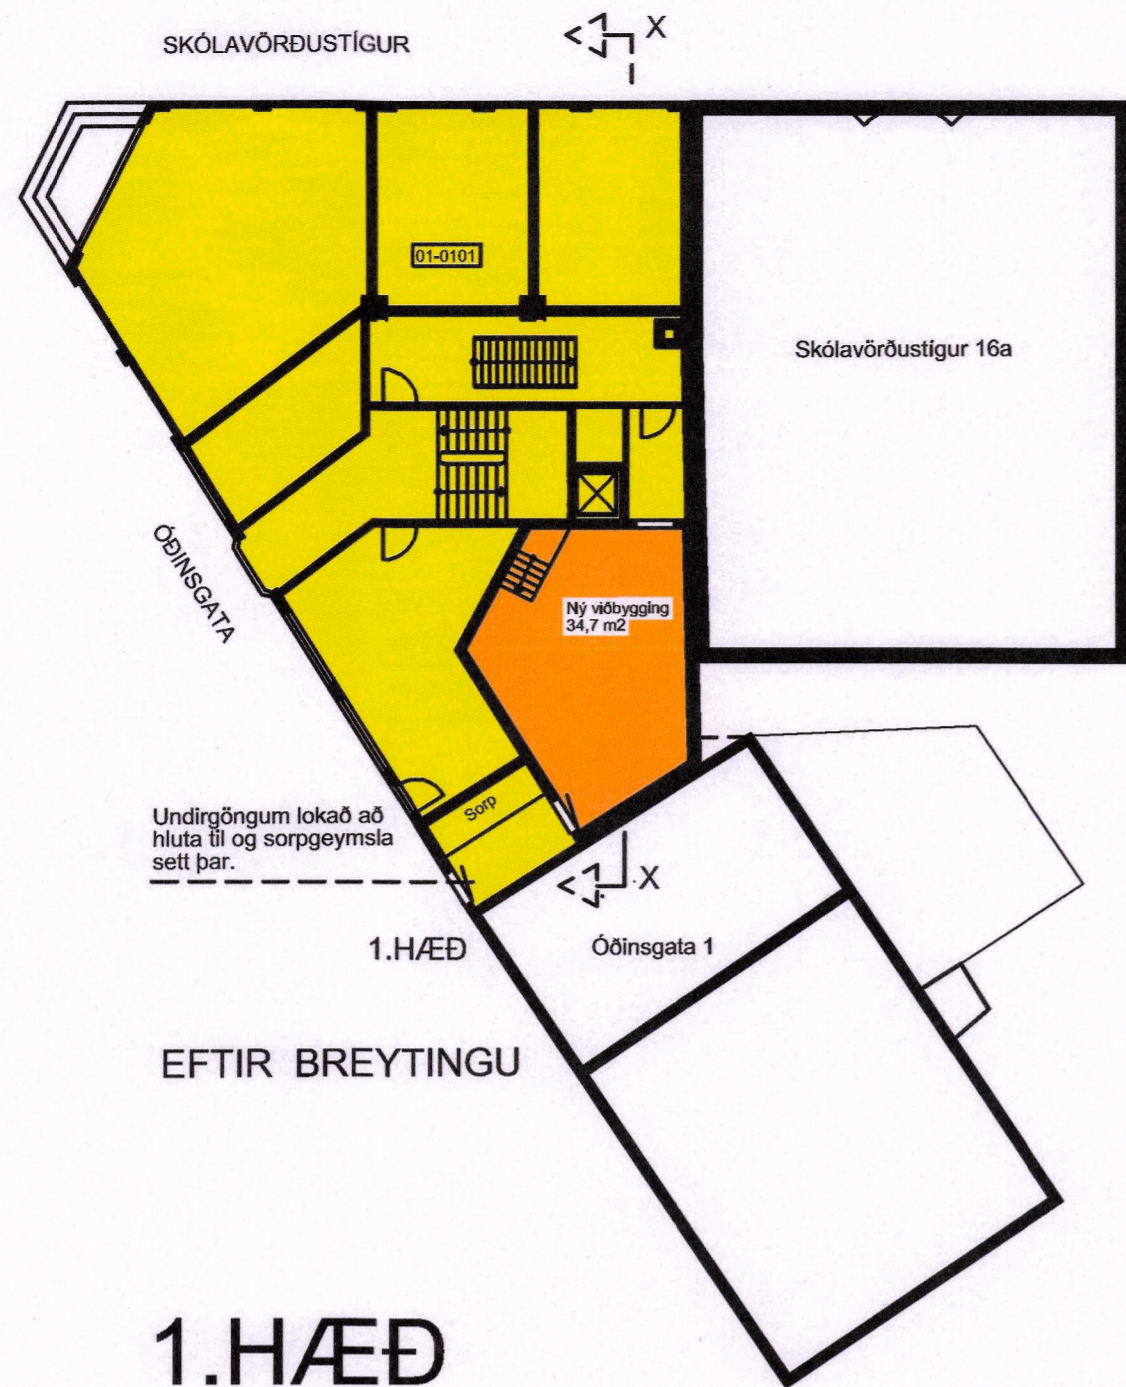 SKÓLAVÖRÐUSTÍGUR
X
01-0101
Skólavörðustígur 16a
ÓÐINSGATA
Ný viðbygging
34,7 m2
Sorp
Undirgöngum lokað að
hluta til og sorpgeymsla
sett þar.
X
1.HÆÐ
Óðinsgata 1
EFTIR BREYTINGU
1.HÆÐ